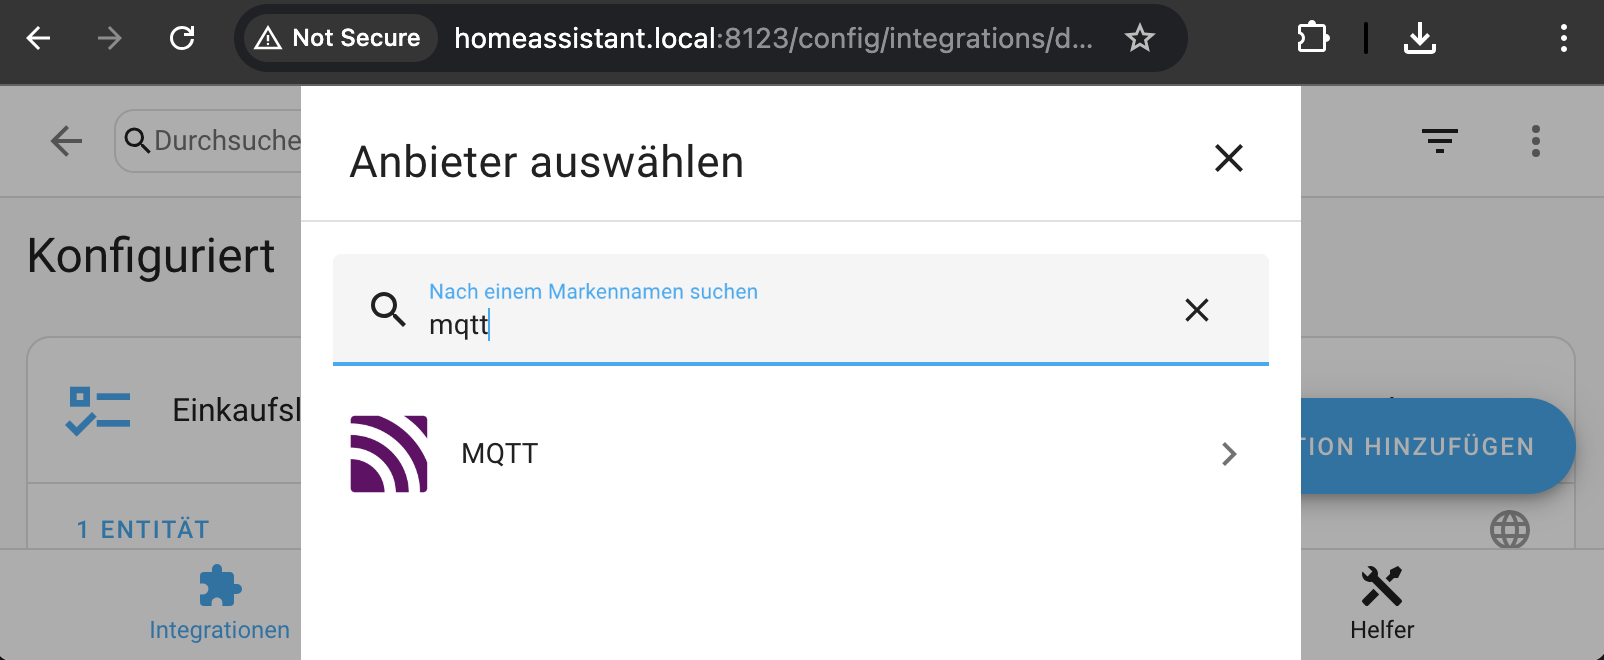 Not Secure
homeassistant.local:8123/config/integrations/d...
Durchsuche
Anbieter auswählen
Konfiguriert
Nach einem Markennamen suchen
mqtt
Einkaufsl
MQTT
TION HINZUFÜGEN
1 ENTITÄT
Integrationen
Helfer